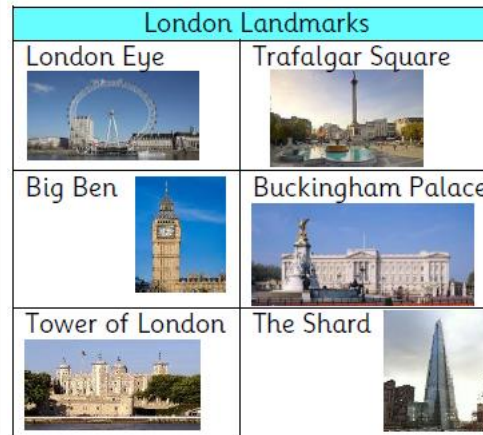 London Landmarks
London Eye
Trafalgar Square
Big Ben
Buckingham Palace
Tower of London
The Shard